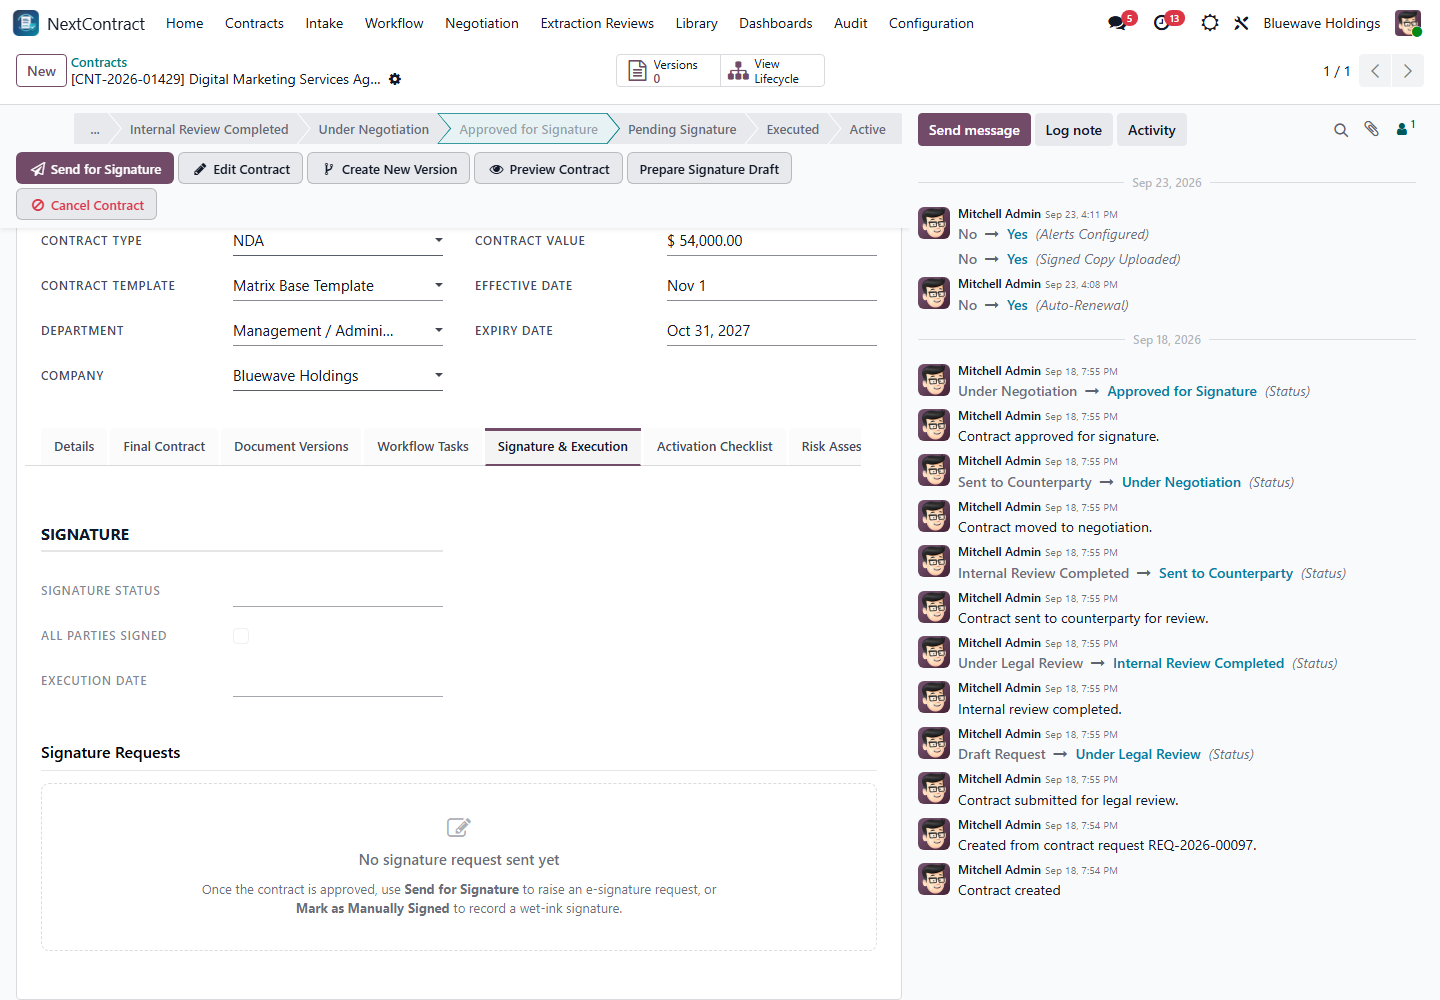 NextContract
Home
Contracts
Intake
Workflow
Negotiation
Extraction Reviews
Library
Dashboards
Audit
Configuration
5
13
Bluewave Holdings
New
Contracts
[CNT-2026-01429] Digital Marketing Services Ag...
Versions
0
View
Lifecycle
1 / 1
...
Internal Review Completed
Under Negotiation
Approved for Signature
Pending Signature
Executed
Active
Send for Signature
Edit Contract
Create New Version
Preview Contract
Prepare Signature Draft
Cancel Contract
CONTRACT TYPE
NDA
CONTRACT VALUE
$ 54,000.00
CONTRACT TEMPLATE
Matrix Base Template
EFFECTIVE DATE
Nov 1
DEPARTMENT
Management / Admini...
EXPIRY DATE
Oct 31, 2027
COMPANY
Bluewave Holdings
Details
Final Contract
Document Versions
Workflow Tasks
Signature & Execution
Activation Checklist
Risk Asses
SIGNATURE
SIGNATURE STATUS
ALL PARTIES SIGNED
EXECUTION DATE
Signature Requests
No signature request sent yet
Once the contract is approved, use Send for Signature to raise an e-signature request, or
Mark as Manually Signed to record a wet-ink signature.
Send message
Log note
Activity
1
Sep 23, 2026
Mitchell Admin Sep 23, 4:11 PM
No → Yes (Alerts Configured)
No → Yes (Signed Copy Uploaded)
Mitchell Admin Sep 23, 4:08 PM
No → Yes (Auto-Renewal)
Sep 18, 2026
Mitchell Admin Sep 18, 7:55 PM
Under Negotiation → Approved for Signature (Status)
Mitchell Admin Sep 18, 7:55 PM
Contract approved for signature.
Mitchell Admin Sep 18, 7:55 PM
Sent to Counterparty → Under Negotiation (Status)
Mitchell Admin Sep 18, 7:55 PM
Contract moved to negotiation.
Mitchell Admin Sep 18, 7:55 PM
Internal Review Completed → Sent to Counterparty (Status)
Mitchell Admin Sep 18, 7:55 PM
Contract sent to counterparty for review.
Mitchell Admin Sep 18, 7:55 PM
Under Legal Review → Internal Review Completed (Status)
Mitchell Admin Sep 18, 7:55 PM
Internal review completed.
Mitchell Admin Sep 18, 7:55 PM
Draft Request → Under Legal Review (Status)
Mitchell Admin Sep 18, 7:55 PM
Contract submitted for legal review.
Mitchell Admin Sep 18, 7:54 PM
Created from contract request REQ-2026-00097.
Mitchell Admin Sep 18, 7:54 PM
Contract created